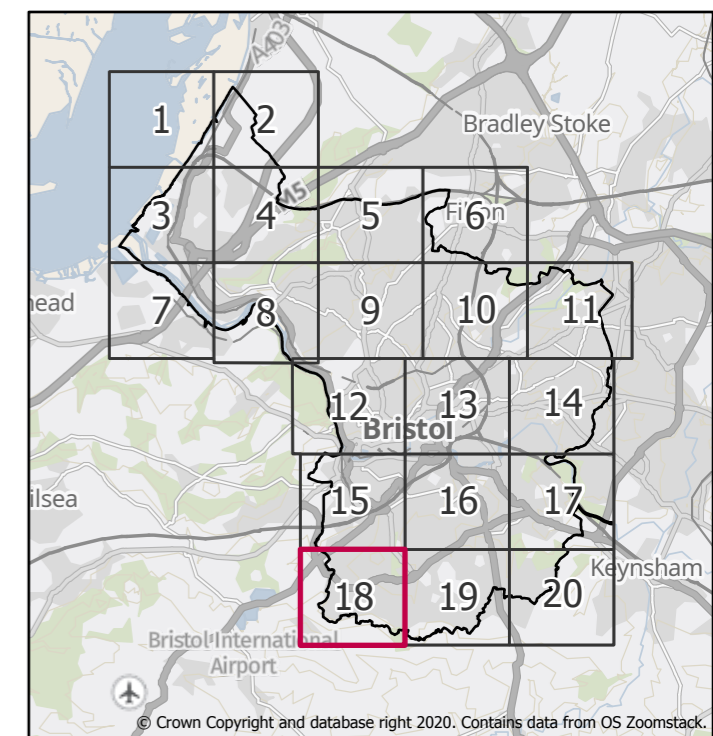 A403
1
2
Bradley Stoke
M5
3
4
5
6
Filton
head
7
8
9
10
11
12
13
14
Bristol
ilsea
15
16
17
Keynsham
18
19
20
Bristol International
Airport
© Crown Copyright and database right 2020. Contains data from OS Zoomstack.